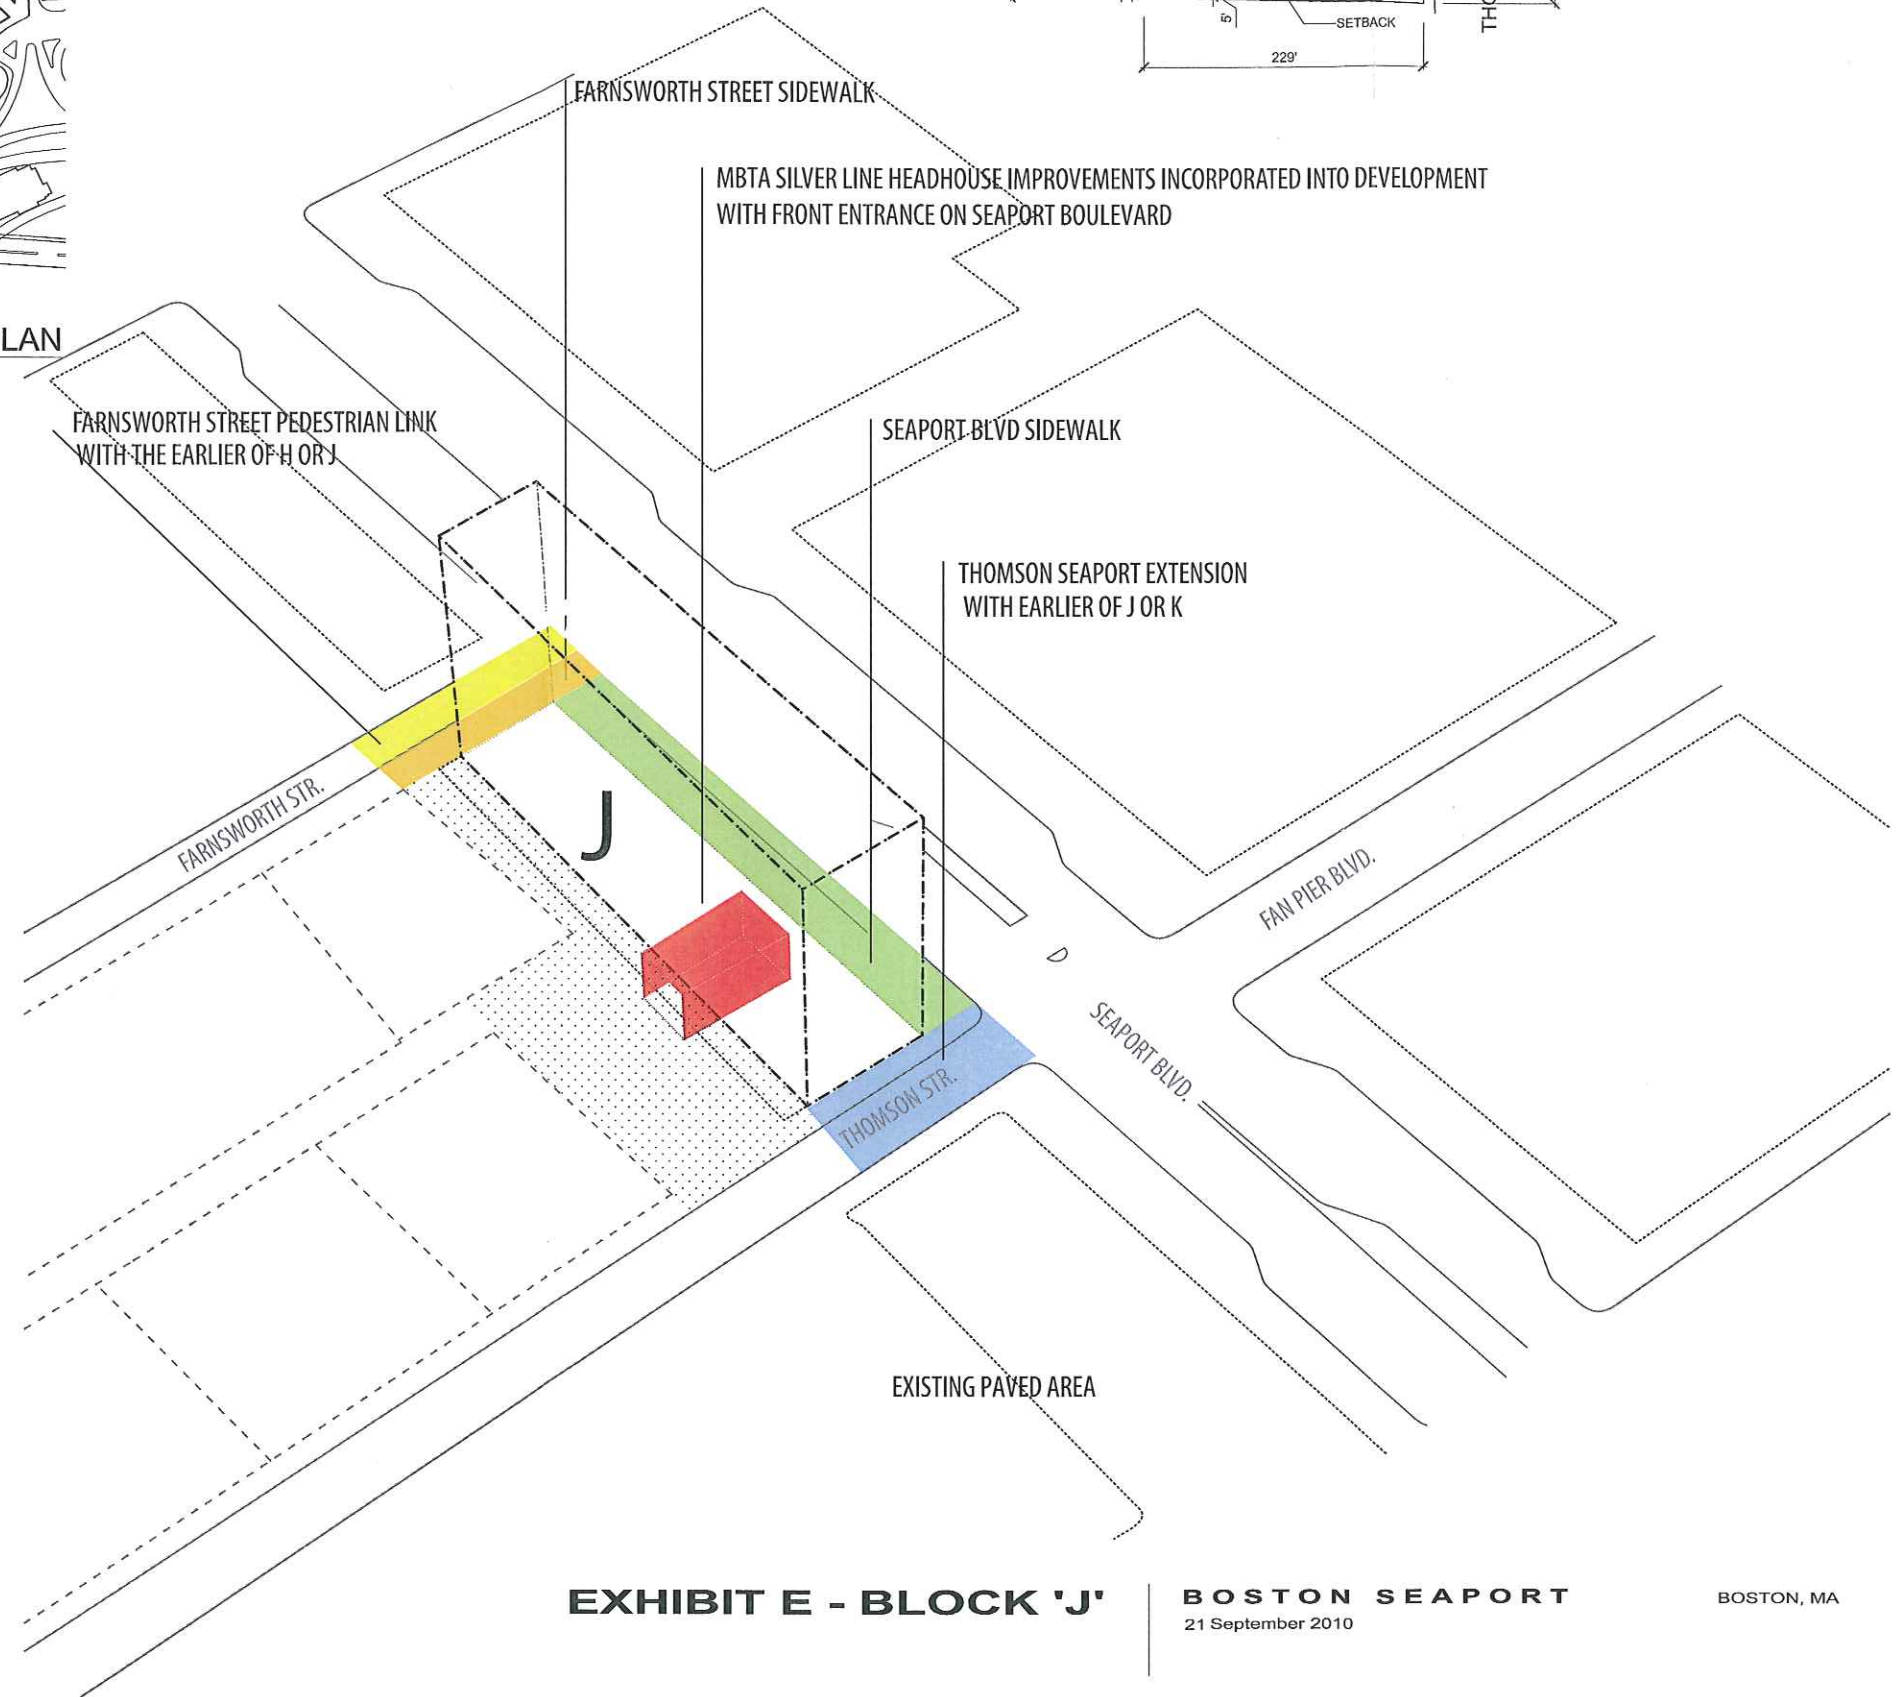 5'
SETBACK
229'
FARNSWORTH STREET SIDEWALK
MBTA SILVER LINE HEADHOUSE IMPROVEMENTS INCORPORATED INTO DEVELOPMENT
WITH FRONT ENTRANCE ON SEAPORT BOULEVARD
LAN
FARNSWORTH STREET PEDESTRIAN LINK
WITH THE EARLIER OF H OR J
SEAPORT BLVD SIDEWALK
THOMSON SEAPORT EXTENSION
WITH EARLIER OF J OR K
J
FARNSWORTH STR.
FAN PIER BLVD.
SEAPORT BLVD.
THOMSON STR.
EXISTING PAVED AREA
EXHIBIT E - BLOCK 'J'
BOSTON SEAPORT
21 September 2010
BOSTON, MA